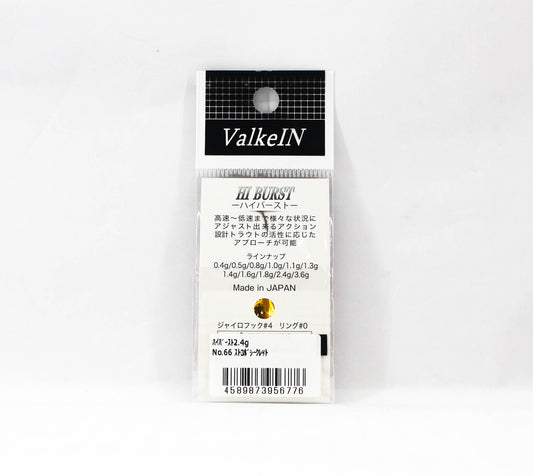 ValkeIN
HI BURST
ーハイバーストー
高速～低速まで様々な状況に
アジャスト出来るアクション
設計トラウトの活性に応じた
アプローチが可能
ラインナップ
0.4g/0.5g/0.8g/1.0g/1.1g/1.3g
1.4g/1.6g/1.8g/2.4g/3.6g
Made in JAPAN
ジャイロフック#4 リング#0
ﾊｲﾊﾞｰｽﾄ2.4g
No.66
4589873956776